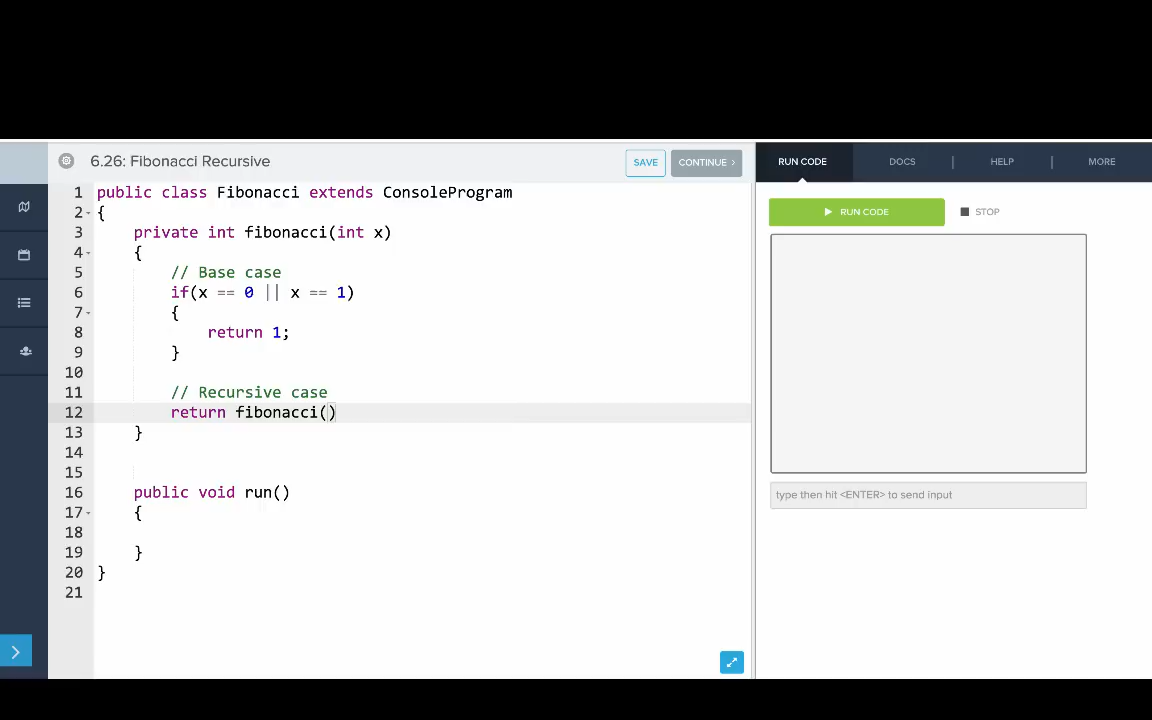 6.26: Fibonacci Recursive
SAVE
CONTINUE >
RUN CODE
DOCS
HELP
MORE
1 public class Fibonacci extends ConsoleProgram
2 {
3 private int fibonacci(int x)
4 {
5 // Base case
6 if(x == 0 || x == 1)
7 {
8 return 1;
9 }
10
11 // Recursive case
12 return fibonacci()
13 }
14
15
16 public void run()
17 {
18
19 }
20 }
21
RUN CODE
STOP
type then hit <ENTER> to send input